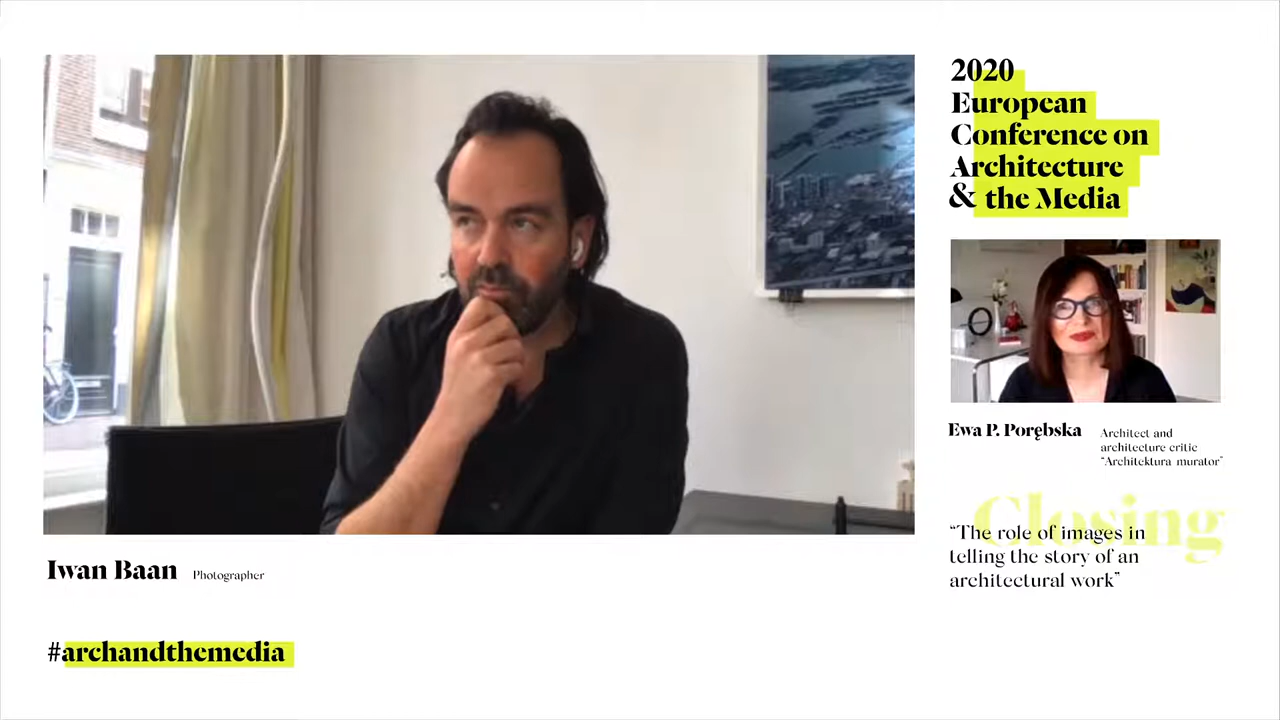 2020
European
Conference on
Architecture
& the Media
Ewa P. Porębska
Architect and
architecture critic
"Architektura murator"
Closing
“The role of images in
telling the story of an
architectural work”
Iwan Baan Photographer
#archandthemedia